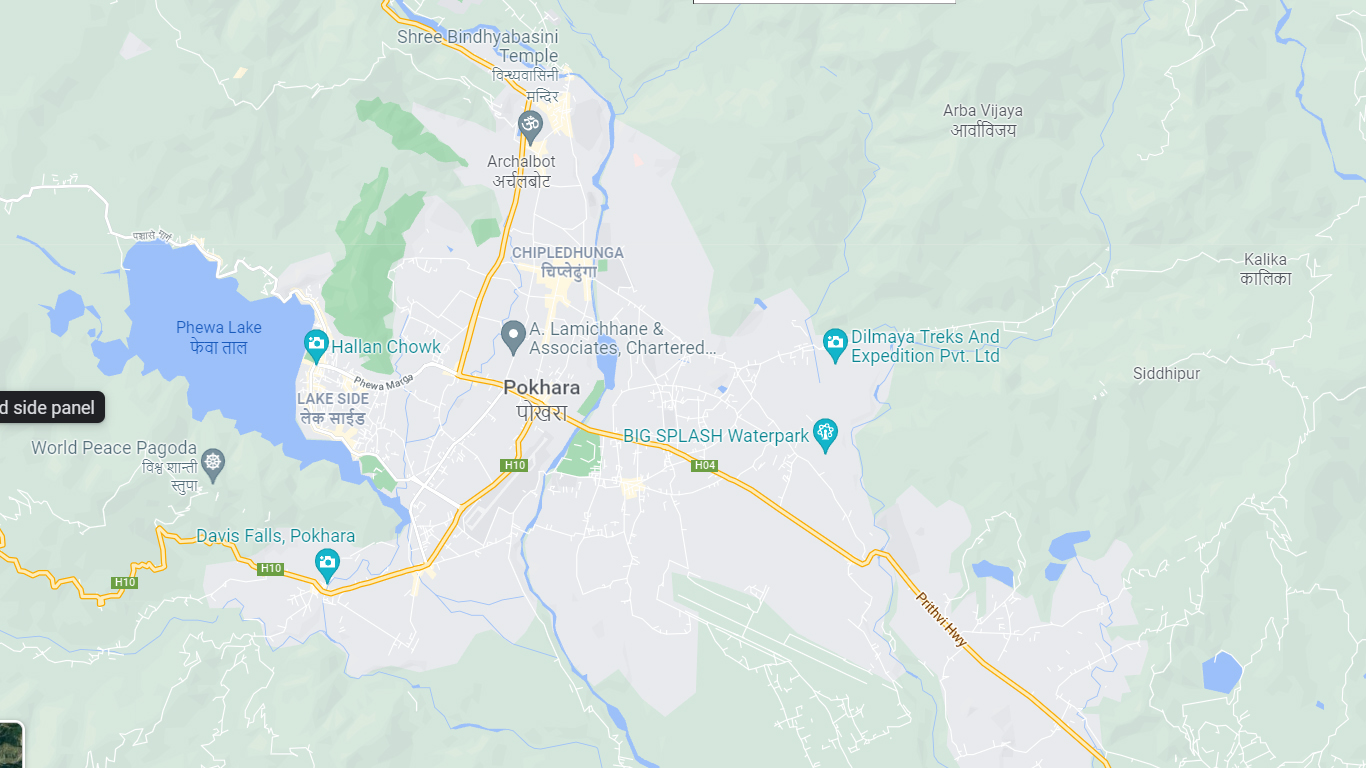 Shree Bindhyabasini
Temple
विन्ध्यवासिनी
मन्दिर
Arba Vijaya
आर्वाविजय
Archalbot
अर्चलबोट
CHIPLEDHUNGA
चिप्लेढुंगा
Kalika
कालिका
Phewa Lake
फेवा ताल
A. Lamichhane &
Associates, Chartered...
Dilmaya Treks And
Expedition Pvt. Ltd
Hallan Chowk
Phewa Marga
Siddhipur
Pokhara
पोखरा
LAKE SIDE
लेक साईड
d side panel
BIG SPLASH Waterpark
World Peace Pagoda
विश्व शान्ती
स्तुपा
H10
H04
Davis Falls, Pokhara
H10
H10
Prithvi Hwy